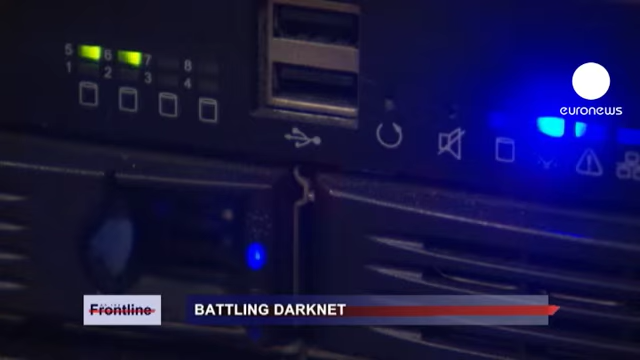 5 6 7 8
1 2 3 4
euronews
Frontline
BATTLING DARKNET